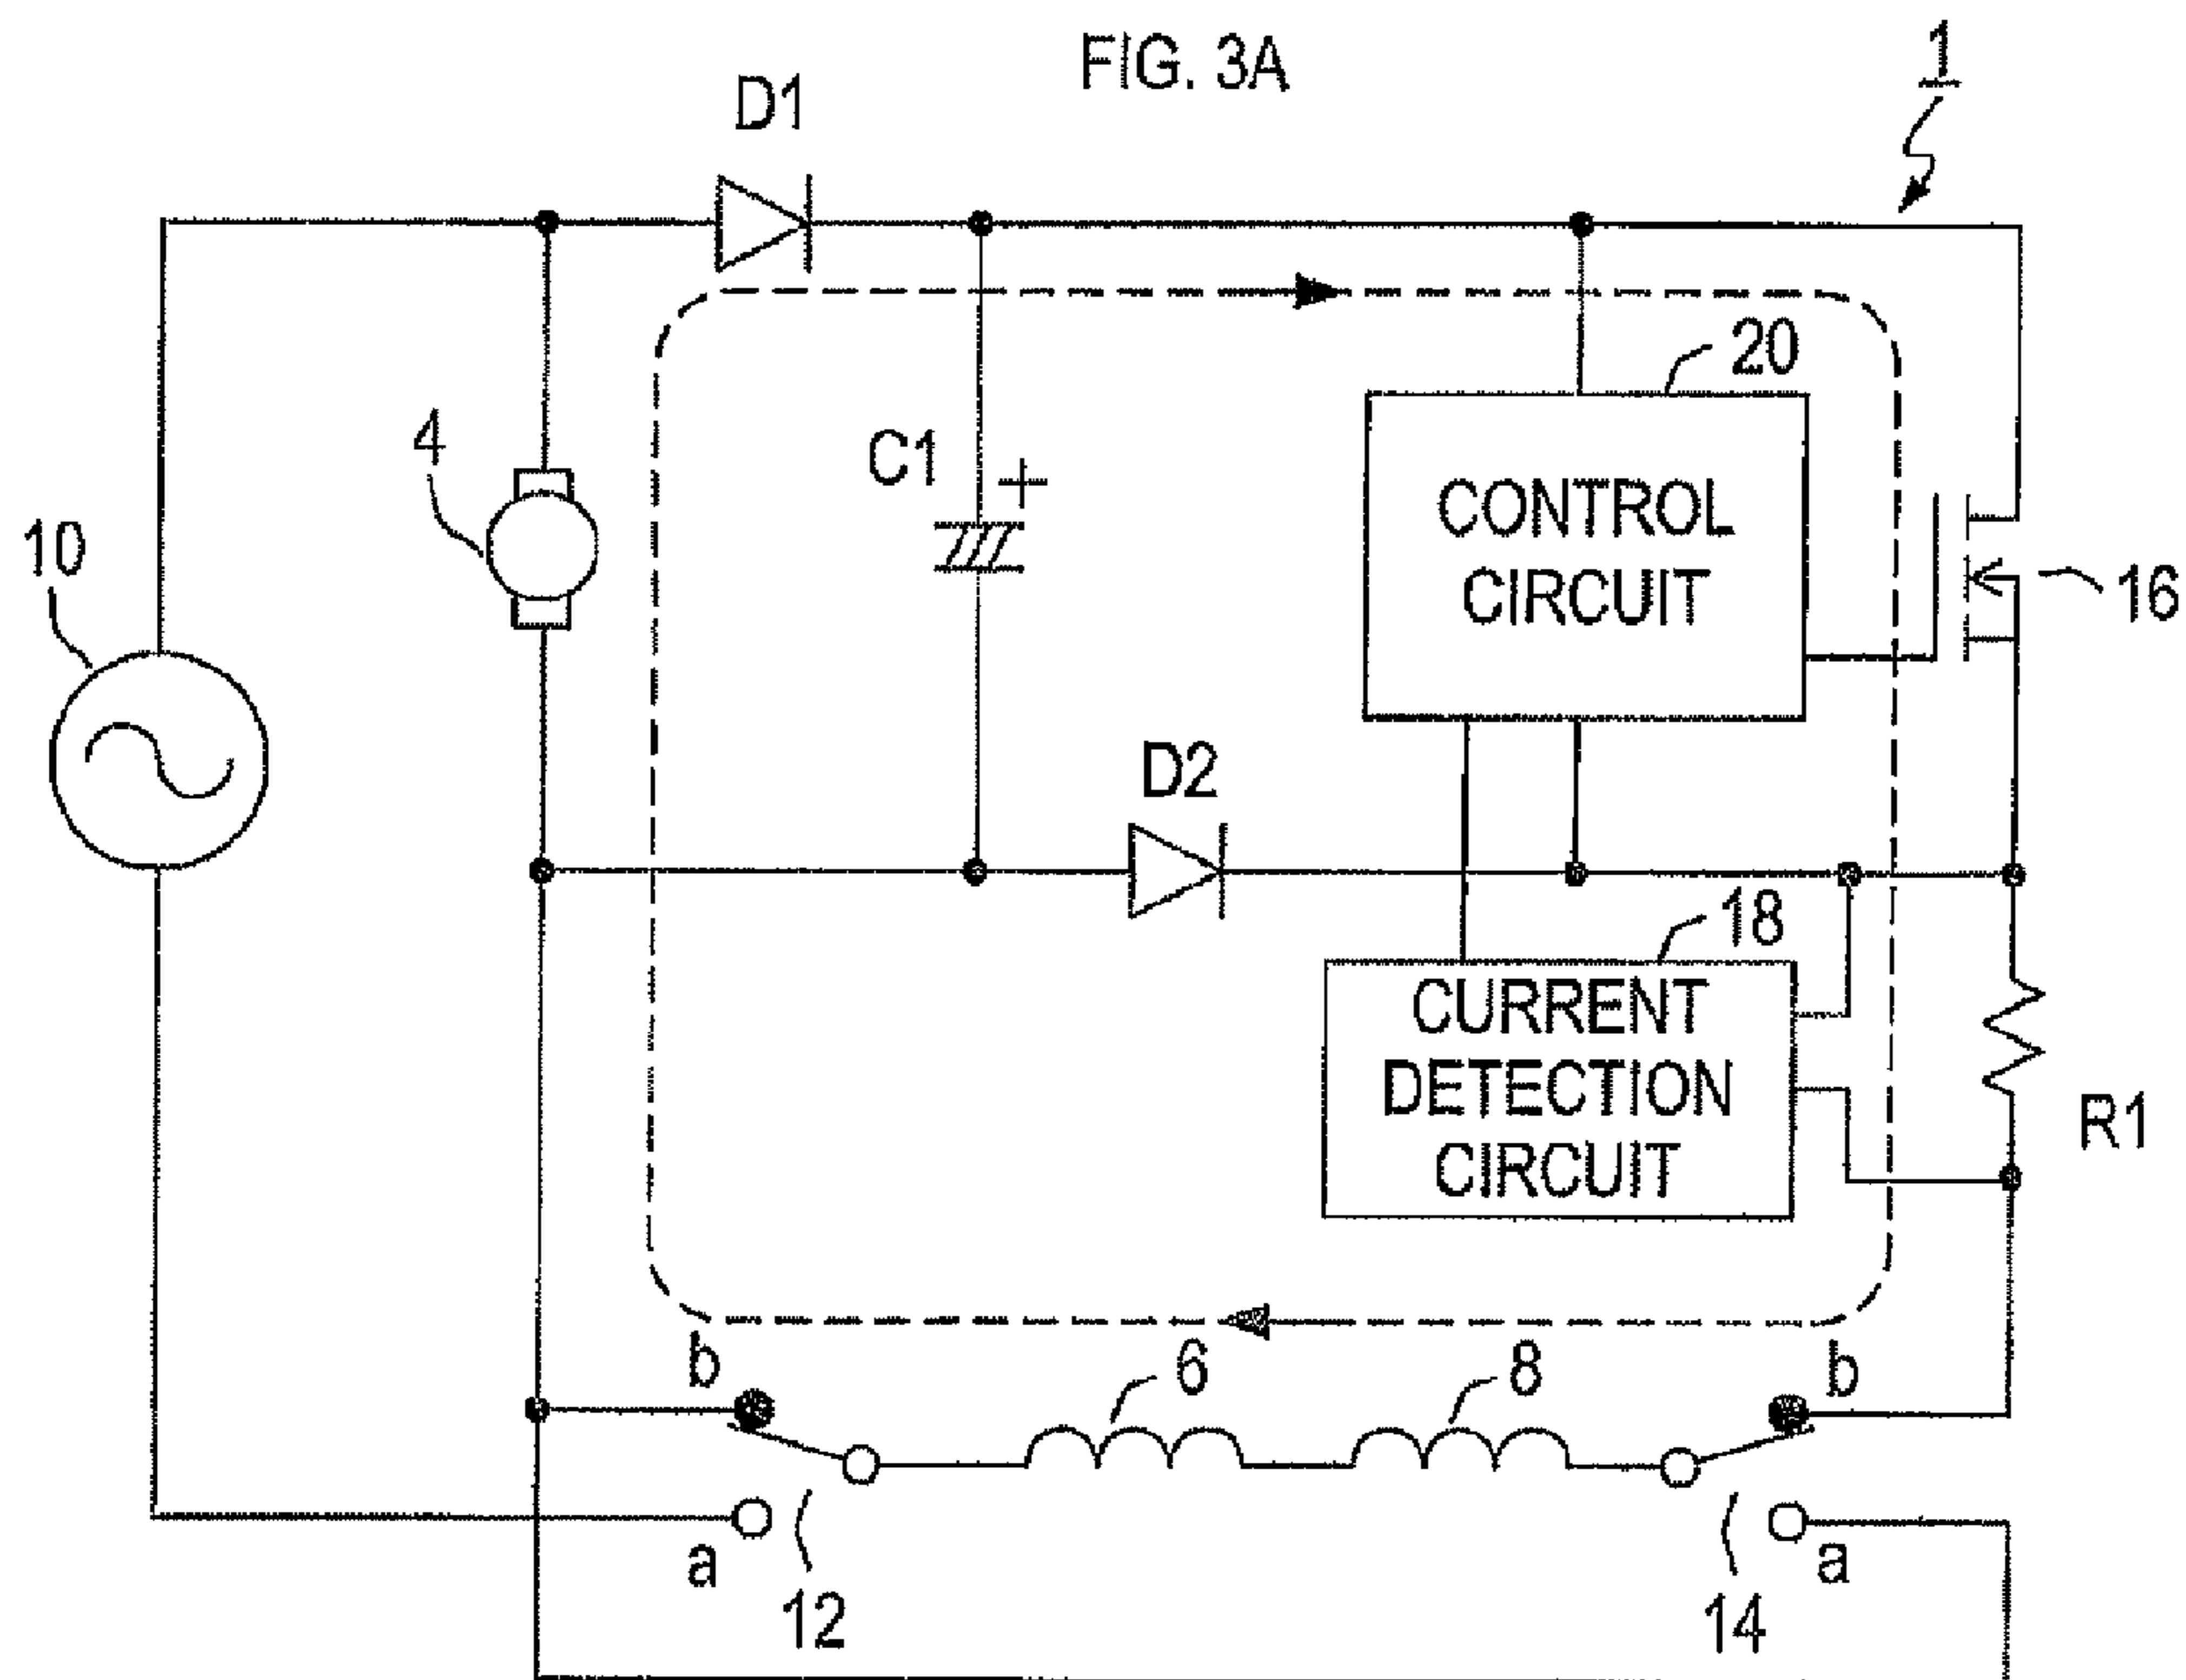 FIG. 3A
1
D1
20
4
C1
+
CONTROL
CIRCUIT
10
16
D2
18
CURRENT
DETECTION
CIRCUIT
R1
b
6
8
b
a
12
14
a